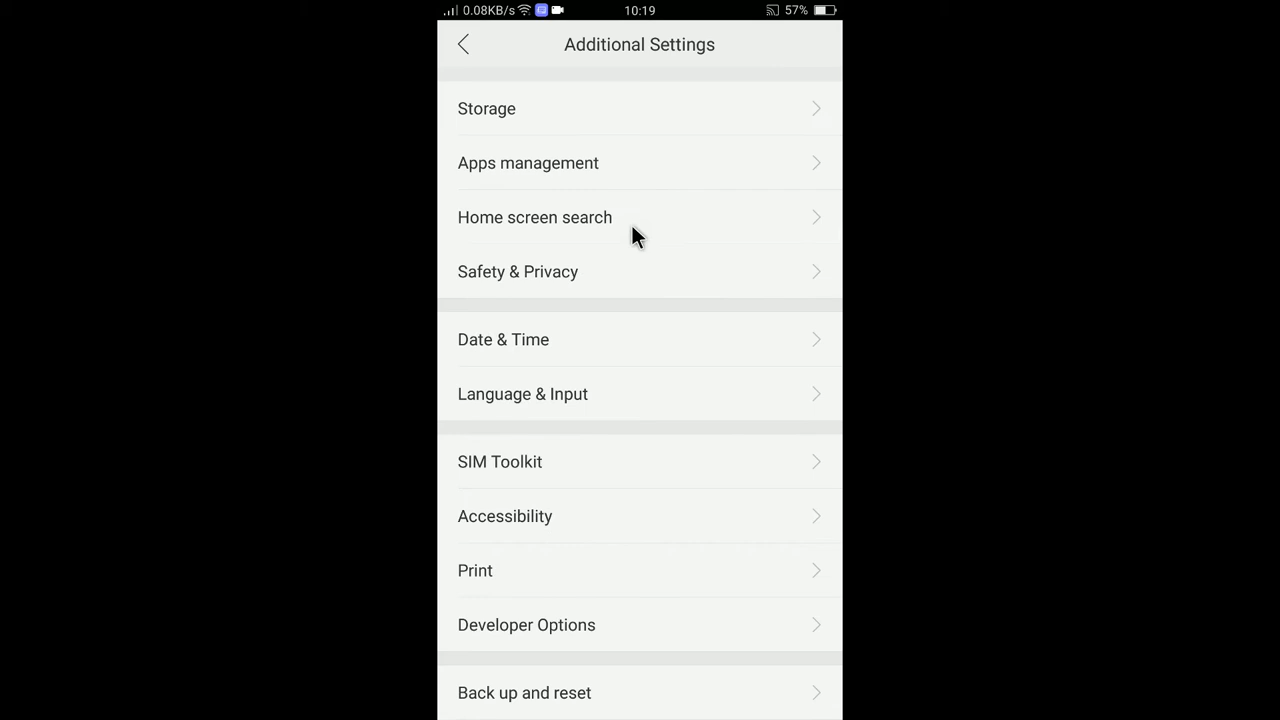 0.08KB/s 10:19 57%
Additional Settings
Storage
Apps management
Home screen search
Safety & Privacy
Date & Time
Language & Input
SIM Toolkit
Accessibility
Print
Developer Options
Back up and reset